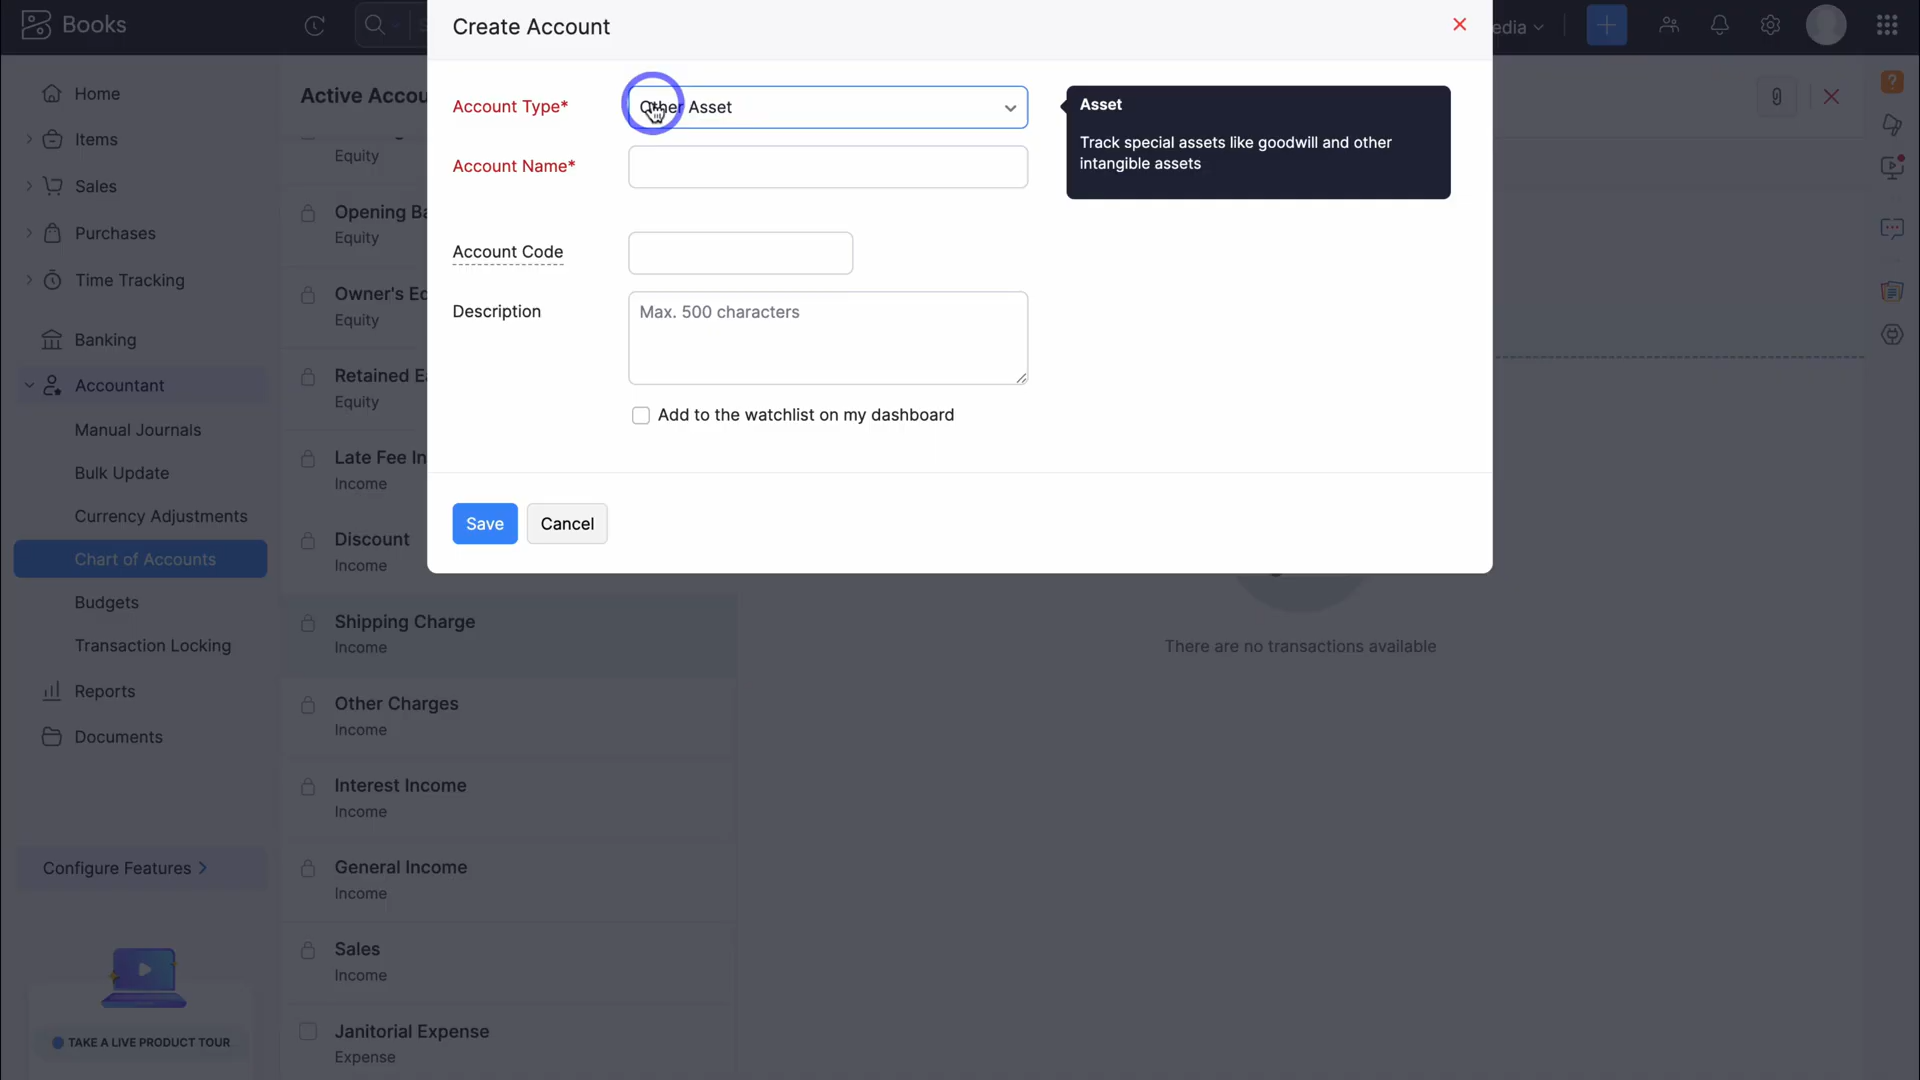 Books
Create Account
edia
Home
Items
Sales
Purchases
Time Tracking
Banking
Accountant
Manual Journals
Bulk Update
Currency Adjustments
Chart of Accounts
Budgets
Transaction Locking
Reports
Documents
Configure Features
TAKE A LIVE PRODUCT TOUR
Active Accou
Equity
Opening Ba
Equity
Owner's Eq
Equity
Retained Ea
Equity
Late Fee In
Income
Discount
Income
Shipping Charge
Income
Other Charges
Income
Interest Income
Income
General Income
Income
Sales
Income
Janitorial Expense
Expense
Account Type*
Other Asset
Account Name*
Account Code
Description
Max. 500 characters
Add to the watchlist on my dashboard
Save
Cancel
Asset
Track special assets like goodwill and other
intangible assets
There are no transactions available